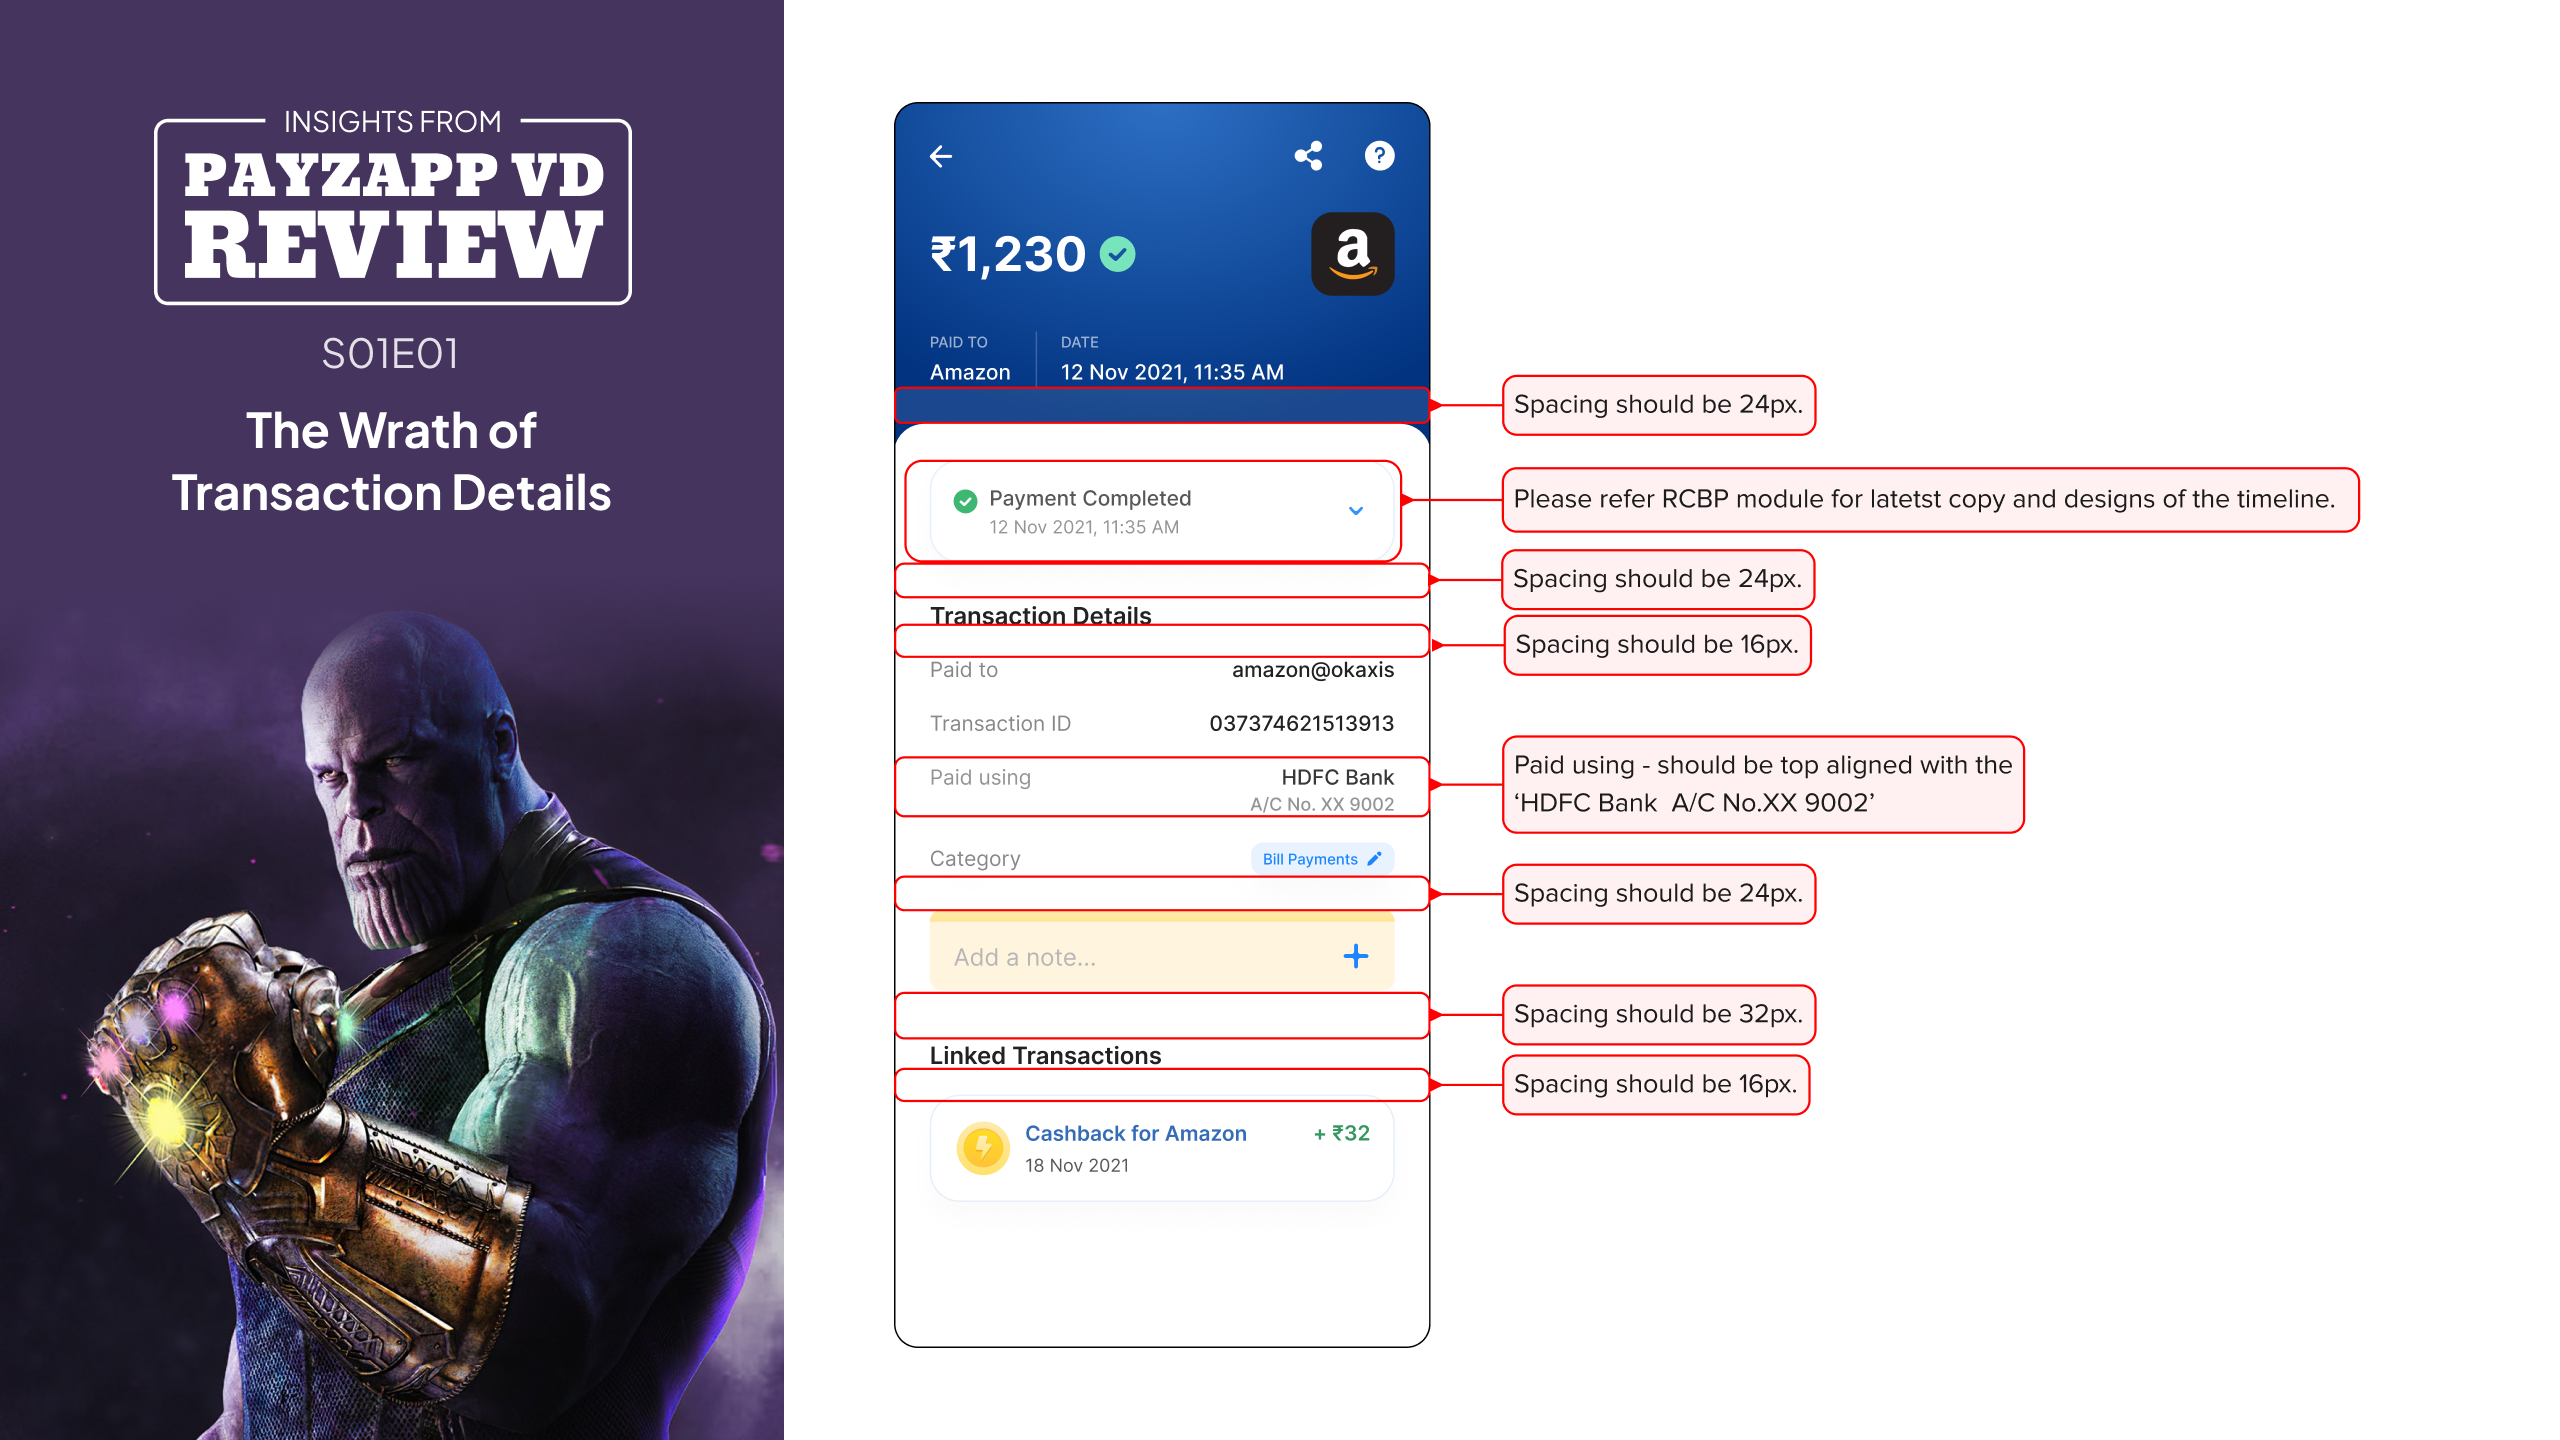 INSIGHTS FROM
PAYZAPP VD
REVIEW
S01E01
The Wrath of
Transaction Details
?
₹1,230
a
PAID TO
Amazon
DATE
12 Nov 2021, 11:35 AM
Spacing should be 24px.
Payment Completed
12 Nov 2021, 11:35 AM
Please refer RCBP module for latetst copy and designs of the timeline.
Spacing should be 24px.
Transaction Details
Spacing should be 16px.
Paid to amazon@okaxis
Transaction ID 037374621513913
Paid using HDFC Bank
A/C No. XX 9002
Paid using - should be top aligned with the
‘HDFC Bank  A/C No.XX 9002’
Category Bill Payments
Spacing should be 24px.
Add a note...
Spacing should be 32px.
Linked Transactions
Spacing should be 16px.
Cashback for Amazon + ₹32
18 Nov 2021